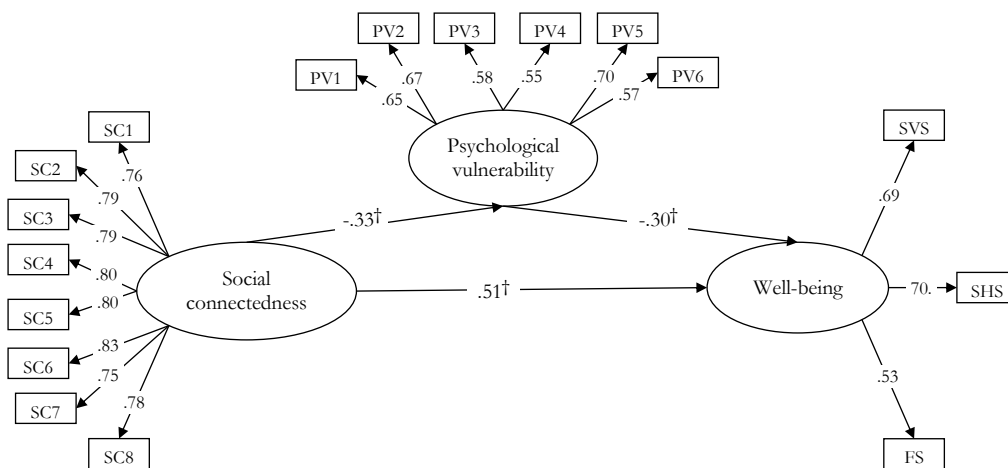 PV2
PV3
PV4
PV5
PV1
PV6
.67
.58
.55
.70
.65
.57
SC1
SC2
SC3
SC4
SC5
SC6
SC7
SC8
.76
.79
.79
.80
.80
.83
.75
.78
Psychological
vulnerability
-.33†
-.30†
Social
connectedness
.51†
Well-being
SVS
.69
70.
SHS
.53
FS